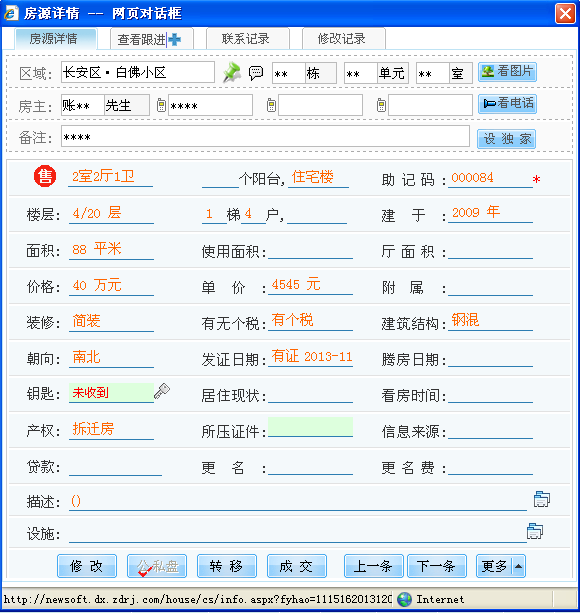 房源详情 -- 网页对话框
房源详情 查看跟进 联系记录 修改记录
区域: 长安区·白佛小区 ** 栋 ** 单元 ** 室 看图片
房主: 账** 先生 **** 看电话
备注: **** 设 独 家
售 2室2厅1卫 个阳台, 住宅楼 助 记 码 : 000084 *
楼层: 4/20 层 1 梯 4 户, 建 于 : 2009 年
面积: 88 平米 使用面积: 厅 面 积 :
价格: 40 万元 单 价 : 4545 元 附 属 :
装修: 简装 有无个税: 有个税 建筑结构: 钢混
朝向: 南北 发证日期: 有证 2013-11 腾房日期:
钥匙: 未收到 居住现状: 看房时间:
产权: 拆迁房 所压证件: 信息来源:
贷款: 更 名 : 更 名 费 :
描述: ()
设施:
修 改 公私盘 转 移 成 交 上一条 下一条 更多
http://newsoft.dx.zdrj.com/house/cs/info.aspx?fyhao=1115162013120 Internet